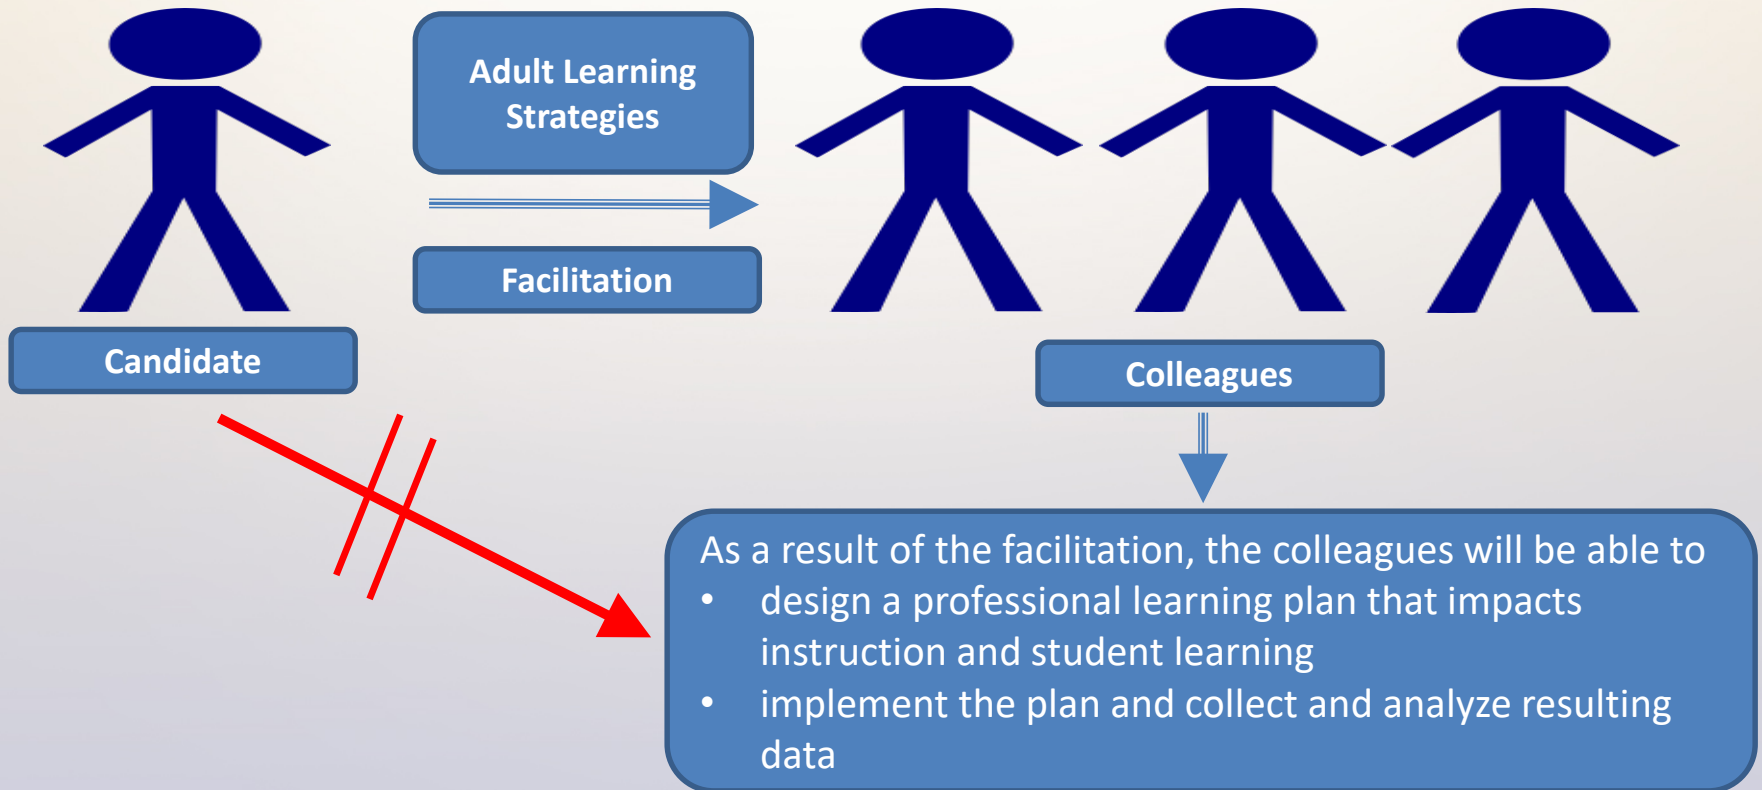 Adult Learning
Strategies
Facilitation
Candidate
Colleagues
As a result of the facilitation, the colleagues will be able to
• design a professional learning plan that impacts
instruction and student learning
• implement the plan and collect and analyze resulting
data